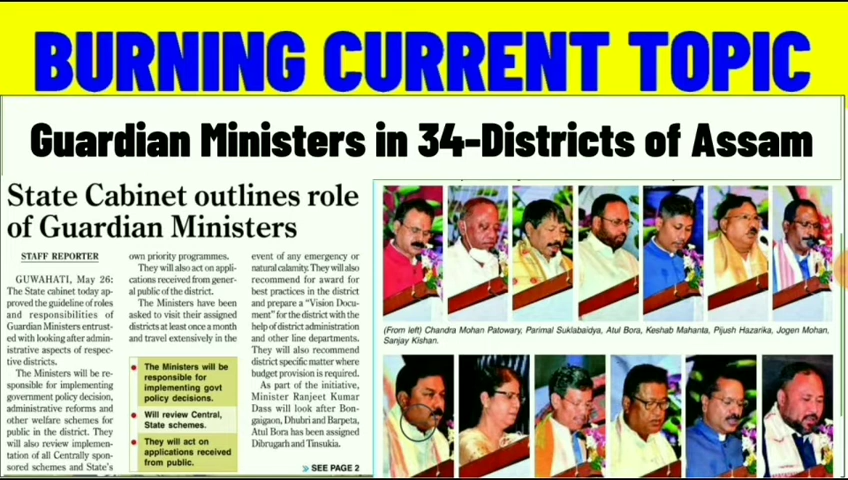 BURNING CURRENT TOPIC
Guardian Ministers in 34-Districts of Assam
State Cabinet outlines role
of Guardian Ministers
STAFF REPORTER
GUWAHATI, May 26:
The State cabinet today ap-
proved the guideline of roles
and responsibilities of
Guardian Ministers entrust-
ed with looking after admin-
istrative aspects of respec-
tive districts.
The Ministers will be re-
sponsible for implementing
government policy decision,
administrative reforms and
other welfare schemes for
public in the district. They
will also review implemen-
tation of all Centrally spon-
sored schemes and State's
own priority programmes.
They will also act on appli-
cations received from gener-
al public of the district.
The Ministers have been
asked to visit their assigned
districts at least once a month
and travel extensively in the
The Ministers will be
responsible for
implementing govt
policy decisions.
Will review Central,
State schemes.
They will act on
applications received
from public.
event of any emergency or
natural calamity. They will also
recommend for award for
best practices in the district
and prepare a "Vision Docu-
ment" for the district with the
help of district administration
and other line departments.
They will also recommend
district specific matter where
budget provision is required.
As part of the initiative,
Minister Ranjeet Kumar
Dass will look after Bon-
gaigaon, Dhubri and Barpeta,
Atul Bora has been assigned
Dibrugarh and Tinsukia.
SEE PAGE 2
(From left) Chandra Mohan Patowary, Parimal Suklabaidya, Atul Bora, Keshab Mahanta, Pijush Hazarika, Jogen Mohan,
Sanjay Kishan.